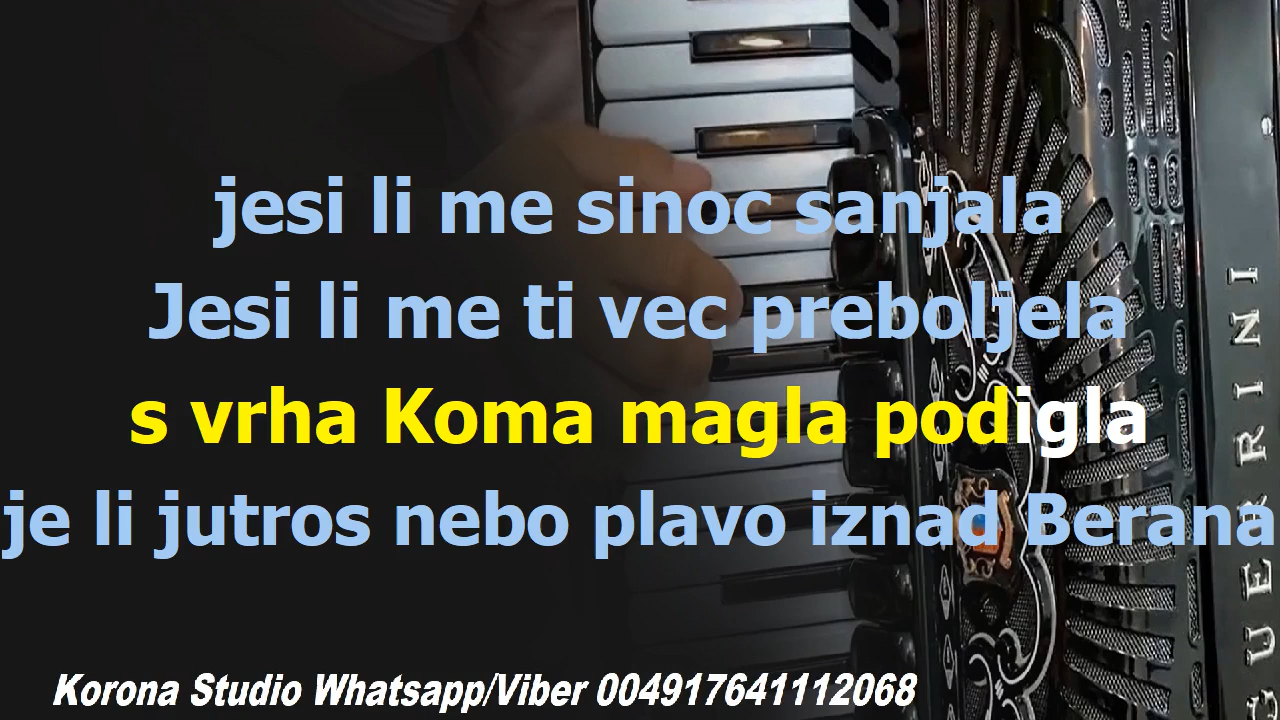 jesi li me sinoc sanjala
Jesi li me ti vec preboljela
s vrha Koma magla podigla
je li jutros nebo plavo iznad Berana
Korona Studio Whatsapp/Viber 004917641112068
GUERRINI